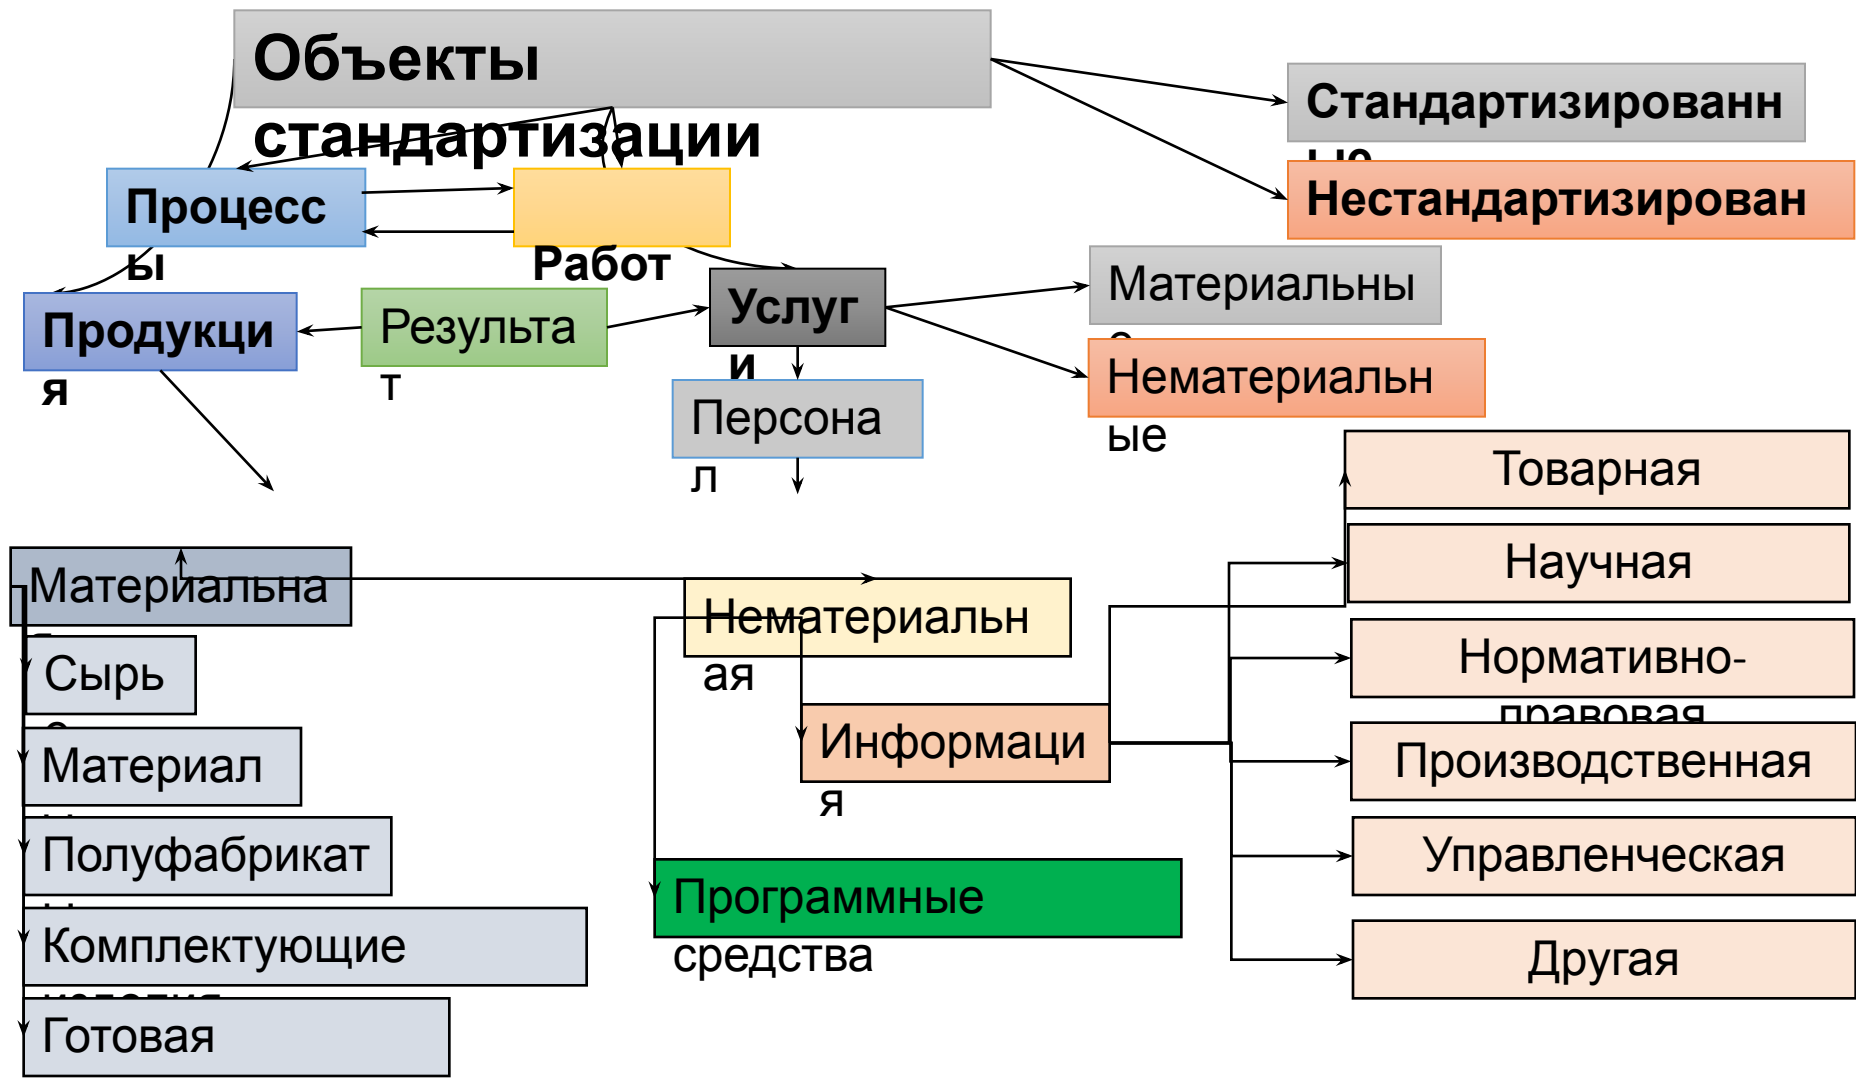 Объекты
стандартизации
Стандартизированн
Нестандартизирован
Процесс
ы
Работ
Продукци
я
Результа
т
Услуг
и
Персона
л
Материальны
Нематериальн
ые
Товарная
Научная
Нормативно-
правовая
Производственная
Управленческая
Другая
Материальна
Сырь
Материал
Полуфабрикат
Комплектующие
Готовая
Нематериальн
ая
Информаци
я
Программные
средства